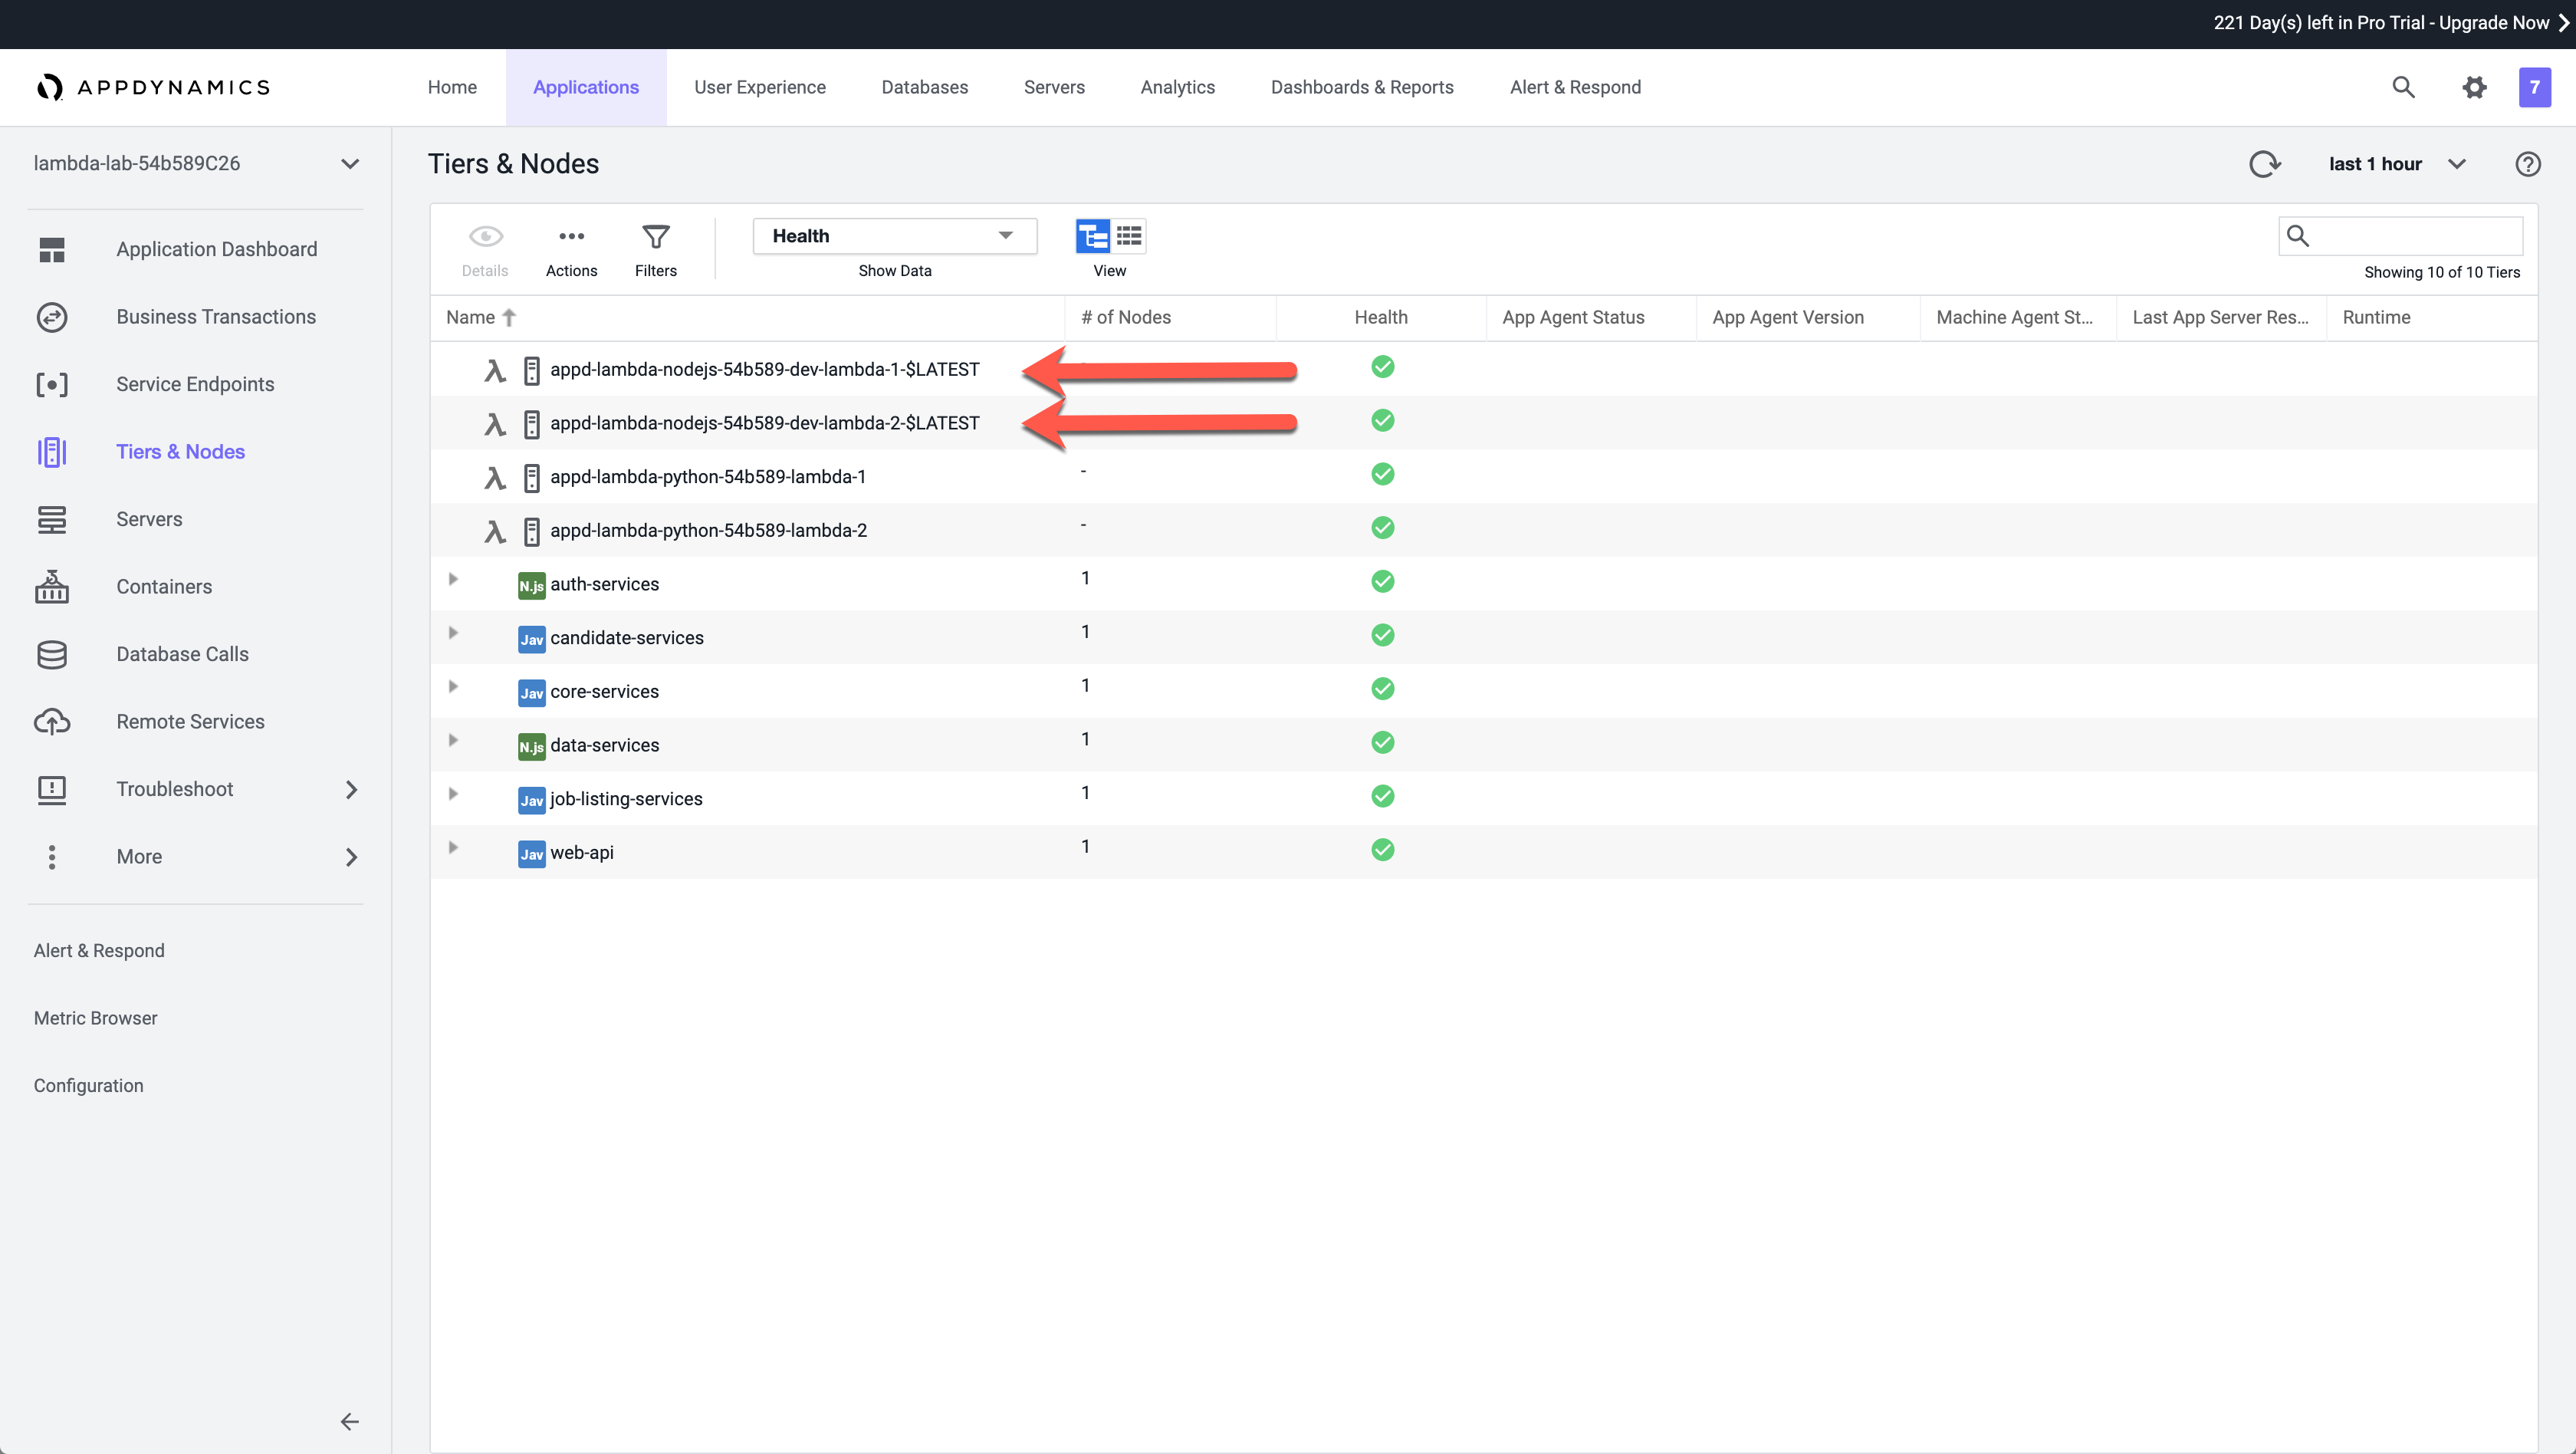 221 Day(s) left in Pro Trial - Upgrade Now
APPDYNAMICS
Home
Applications
User Experience
Databases
Servers
Analytics
Dashboards & Reports
Alert & Respond
7
lambda-lab-54b589C26
Application Dashboard
Business Transactions
Service Endpoints
Tiers & Nodes
Servers
Containers
Database Calls
Remote Services
Troubleshoot
More
Alert & Respond
Metric Browser
Configuration
Tiers & Nodes
last 1 hour
Details
Actions
Filters
Health
Show Data
View
Showing 10 of 10 Tiers
Name # of Nodes Health App Agent Status App Agent Version Machine Agent St... Last App Server Res... Runtime
appd-lambda-nodejs-54b589-dev-lambda-1-$LATEST
appd-lambda-nodejs-54b589-dev-lambda-2-$LATEST
appd-lambda-python-54b589-lambda-1 -
appd-lambda-python-54b589-lambda-2 -
N.js auth-services 1
Jav candidate-services 1
Jav core-services 1
N.js data-services 1
Jav job-listing-services 1
Jav web-api 1